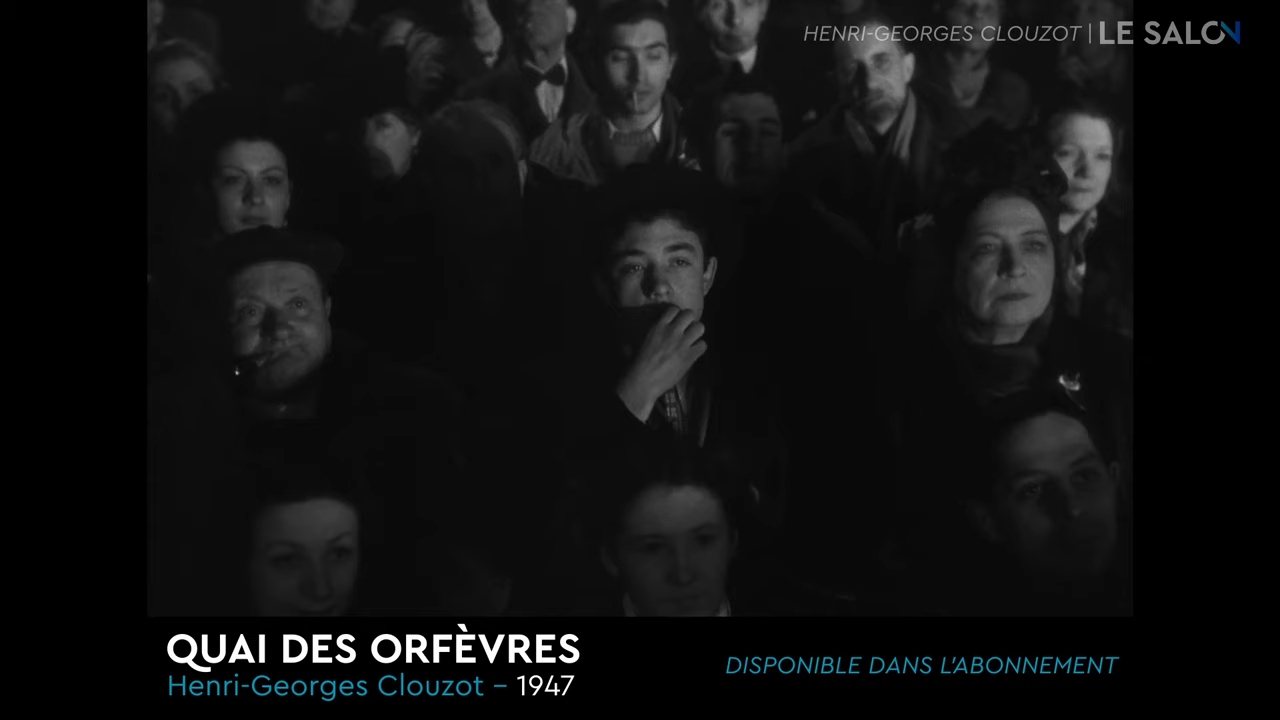 HENRI-GEORGES CLOUZOT | LE SALON
QUAI DES ORFÈVRES
Henri-Georges Clouzot – 1947
DISPONIBLE DANS L'ABONNEMENT